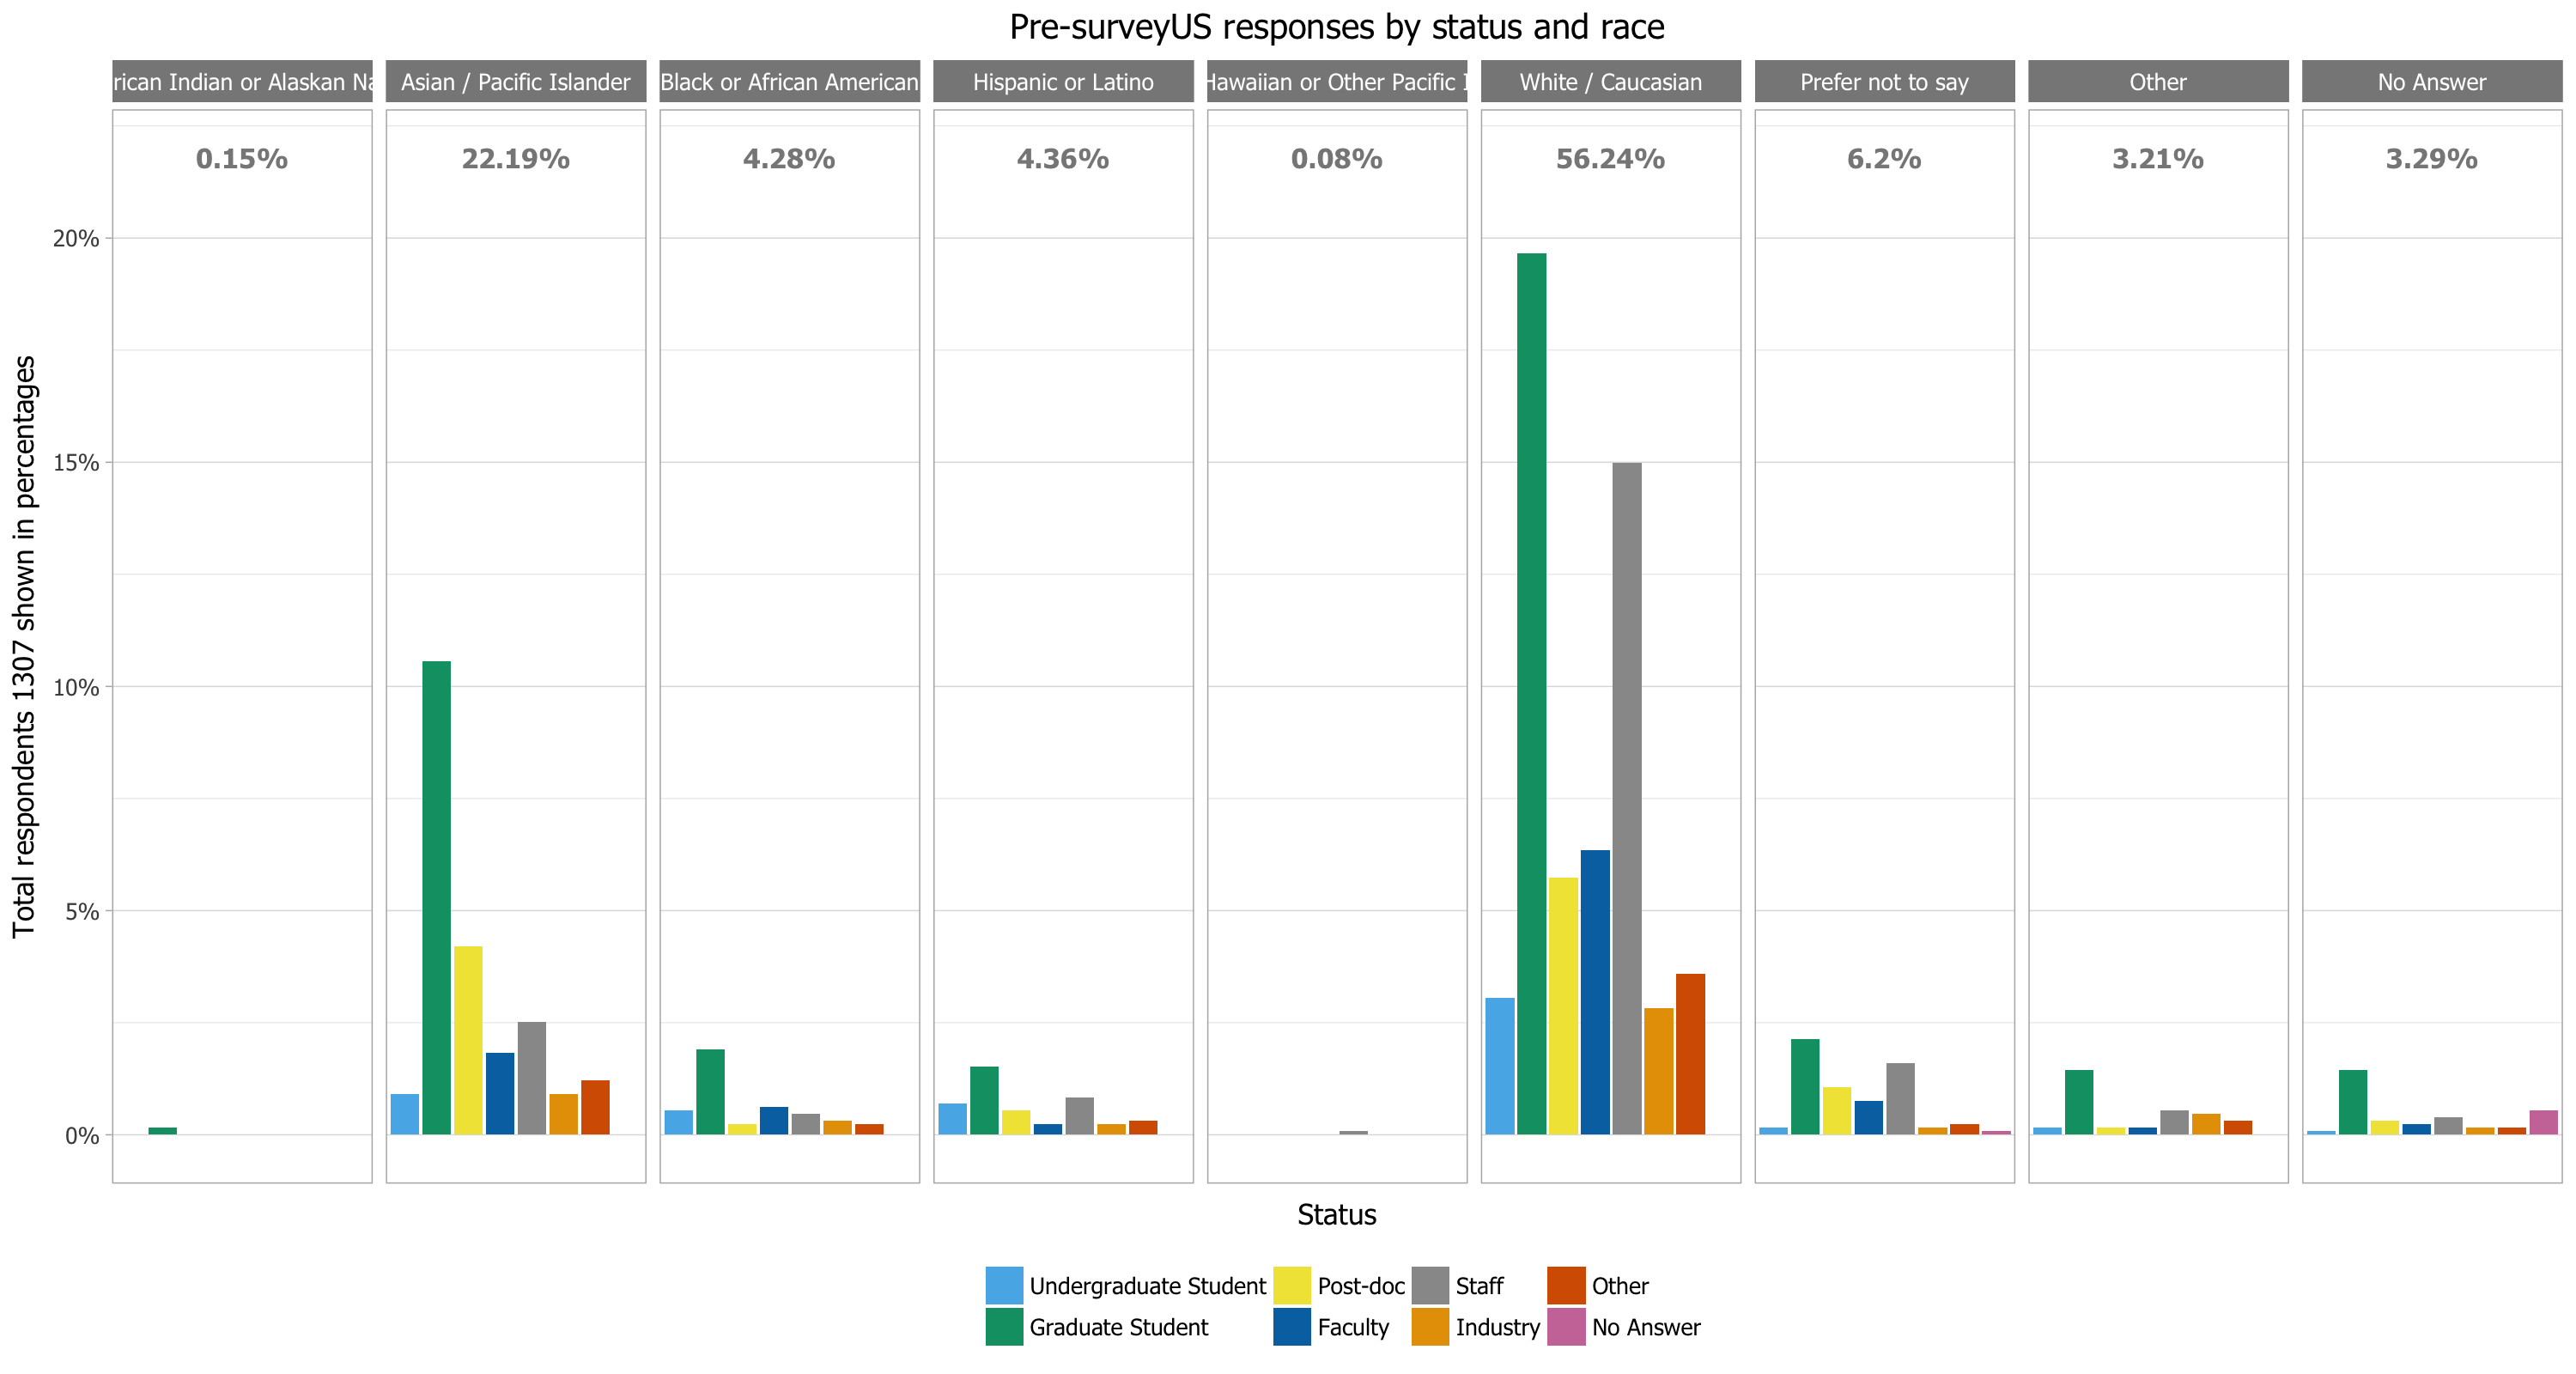 Pre-surveyUS responses by status and race
rican Indian or Alaskan Na
Asian / Pacific Islander
Black or African American
Hispanic or Latino
Hawaiian or Other Pacific I
White / Caucasian
Prefer not to say
Other
No Answer
0.15%
22.19%
4.28%
4.36%
0.08%
56.24%
6.2%
3.21%
3.29%
20%
15%
10%
5%
0%
Total respondents 1307 shown in percentages
Status
Undergraduate Student
Post-doc
Staff
Other
Graduate Student
Faculty
Industry
No Answer